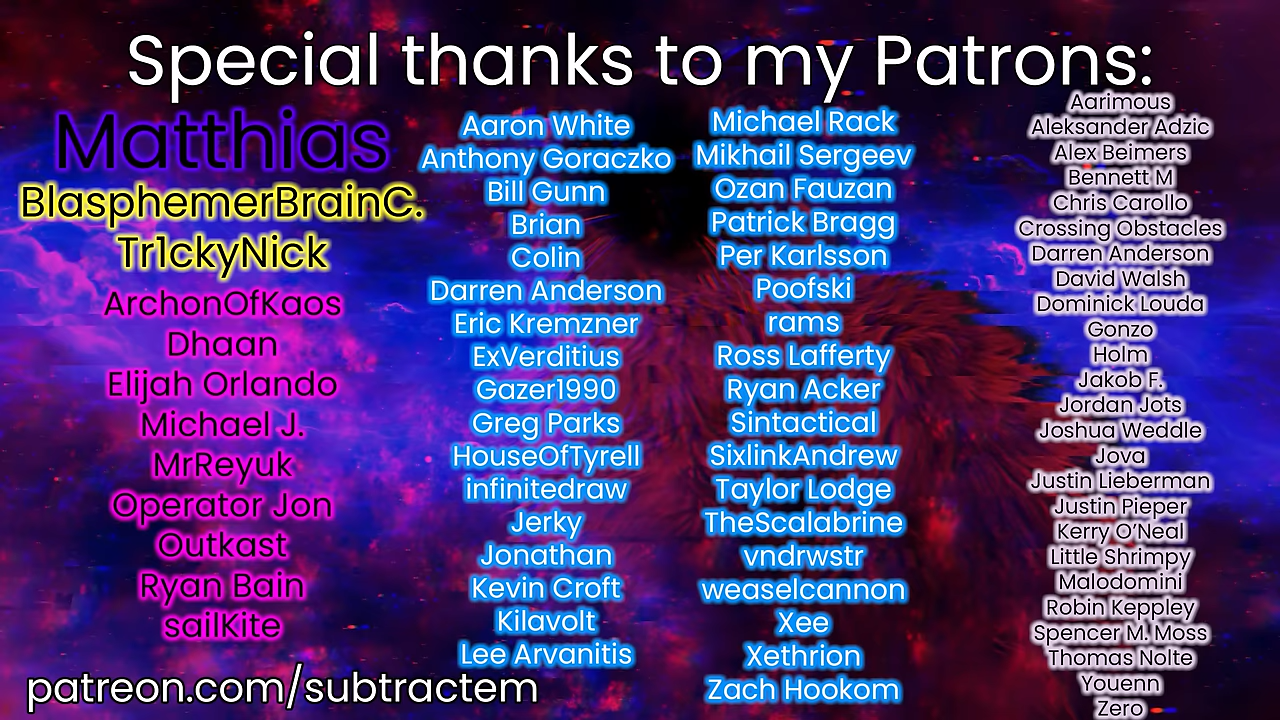 Special thanks to my Patrons:
Matthias
BlasphemerBrainC.
Tr1ckyNick
ArchonOfKaos
Dhaan
Elijah Orlando
Michael J.
MrReyuk
Operator Jon
Outkast
Ryan Bain
sailKite
Aaron White
Anthony Goraczko
Bill Gunn
Brian
Colin
Darren Anderson
Eric Kremzner
ExVerditius
Gazer1990
Greg Parks
HouseOfTyrell
infinitedraw
Jerky
Jonathan
Kevin Croft
Kilavolt
Lee Arvanitis
Michael Rack
Mikhail Sergeev
Ozan Fauzan
Patrick Bragg
Per Karlsson
Poofski
rams
Ross Lafferty
Ryan Acker
Sintactical
SixlinkAndrew
Taylor Lodge
TheScalabrine
vndrwstr
weaselcannon
Xee
Xethrion
Zach Hookom
Aarimous
Aleksander Adzic
Alex Beimers
Bennett M
Chris Carollo
Crossing Obstacles
Darren Anderson
David Walsh
Dominick Louda
Gonzo
Holm
Jakob F.
Jordan Jots
Joshua Weddle
Jova
Justin Lieberman
Justin Pieper
Kerry O'Neal
Little Shrimpy
Malodomini
Robin Keppley
Spencer M. Moss
Thomas Nolte
Youenn
Zero
patreon.com/subtractem